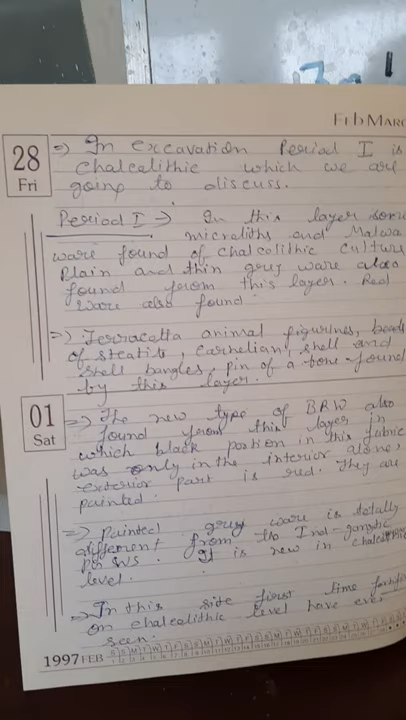 Feb Marc
28
Fri
=> In excavation Period I is
chalcolithic which we are
going to discuss.
Period I => In this layer some
microliths and Malwa
ware found of chalcolithic culture
Plain and thin grey ware also
found from this layer. Red
ware also found.
=> Terracotta animal figurines, beads
of steatite, carnelian, shell and
shell bangles, pin of a bone found
by this layer.
01
Sat
=> The new type of BRW also
found from this layer in
which black portion in this fabric
was only in the interior alone,
exterior part is red. They are
painted.
=> Painted grey ware is totally
different from the Ind-gangetic
It is new in chalcolithic
level.
=> In this site first time
on chalcolithic level have ever
seen.
1997 FEB